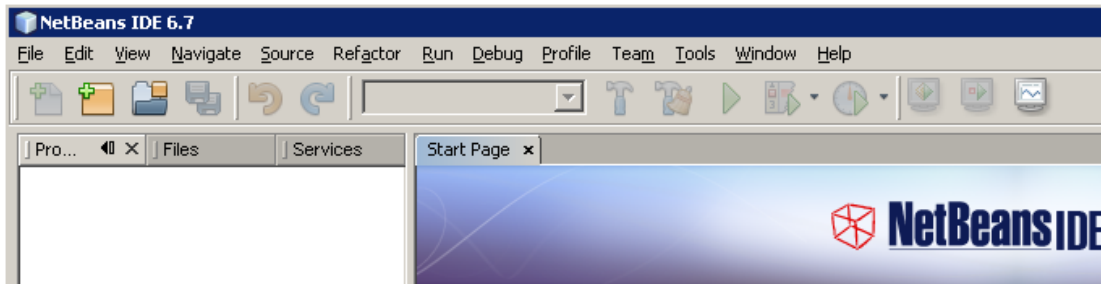 NetBeans IDE 6.7
File Edit View Navigate Source Refactor Run Debug Profile Team Tools Window Help
Pro... Files Services Start Page
NetBeans IDE